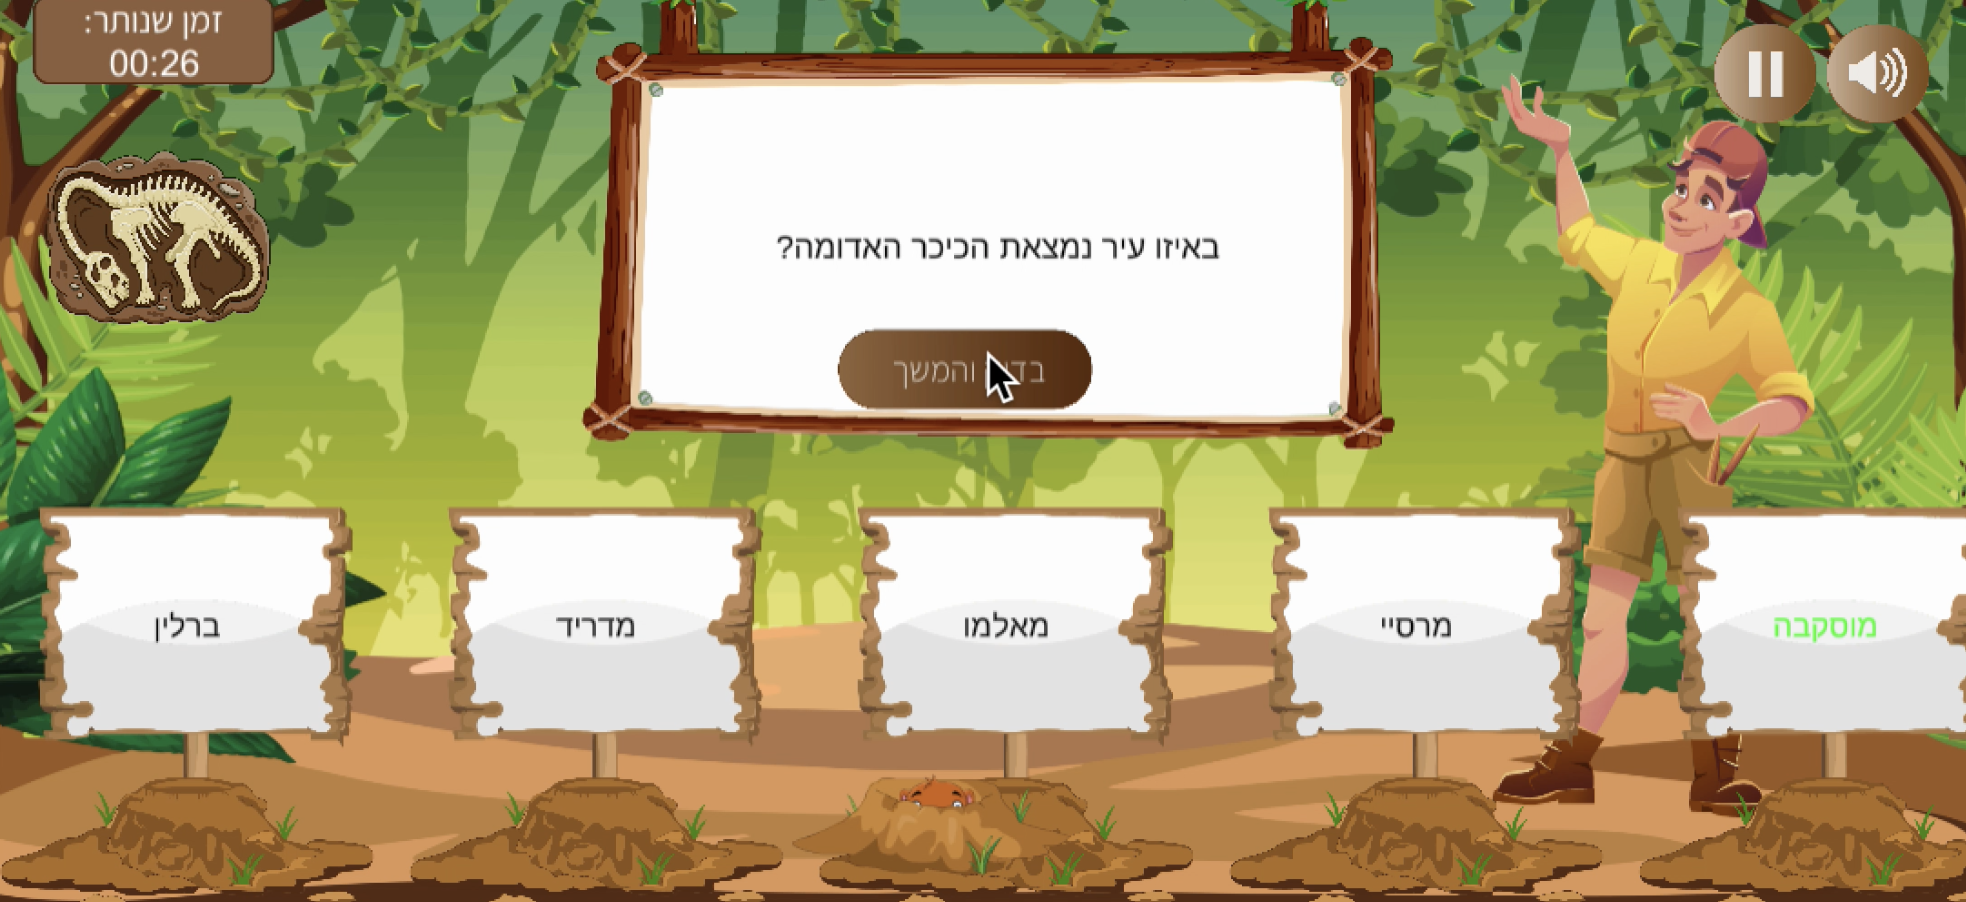 זמן שנותר:
00:26
באיזו עיר נמצאת הכיכר האדומה?
והמשך
מוסקבה
מרסיי
מאלמו
מדריד
ברלין